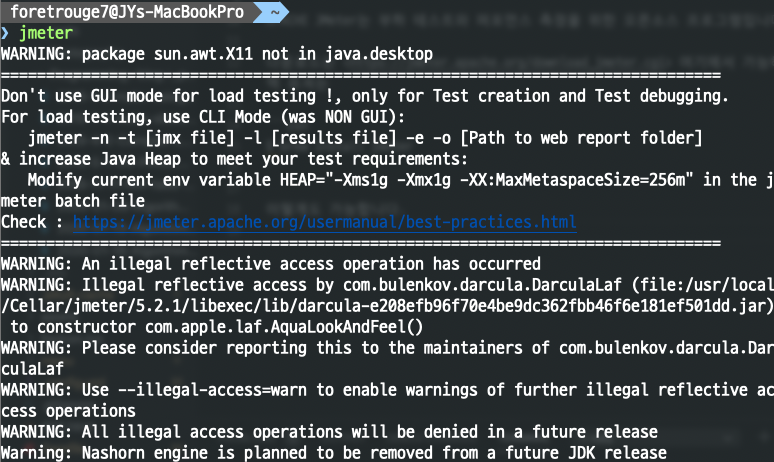 foretrouge7@JYs-MacBookPro ~
❯ jmeter
WARNING: package sun.awt.X11 not in java.desktop
================================================================================
Don't use GUI mode for load testing !, only for Test creation and Test debugging.
For load testing, use CLI Mode (was NON GUI):
   jmeter -n -t [jmx file] -l [results file] -e -o [Path to web report folder]
& increase Java Heap to meet your test requirements:
   Modify current env variable HEAP="-Xms1g -Xmx1g -XX:MaxMetaspaceSize=256m" in the j
meter batch file
Check : https://jmeter.apache.org/usermanual/best-practices.html
================================================================================
WARNING: An illegal reflective access operation has occurred
WARNING: Illegal reflective access by com.bulenkov.darcula.DarculaLaf (file:/usr/local
/Cellar/jmeter/5.2.1/libexec/lib/darcula-e208efb96f70e4be9dc362fbb46f6e181ef501dd.jar)
 to constructor com.apple.laf.AquaLookAndFeel()
WARNING: Please consider reporting this to the maintainers of com.bulenkov.darcula.Dar
culaLaf
WARNING: Use --illegal-access=warn to enable warnings of further illegal reflective ac
cess operations
WARNING: All illegal access operations will be denied in a future release
Warning: Nashorn engine is planned to be removed from a future JDK release